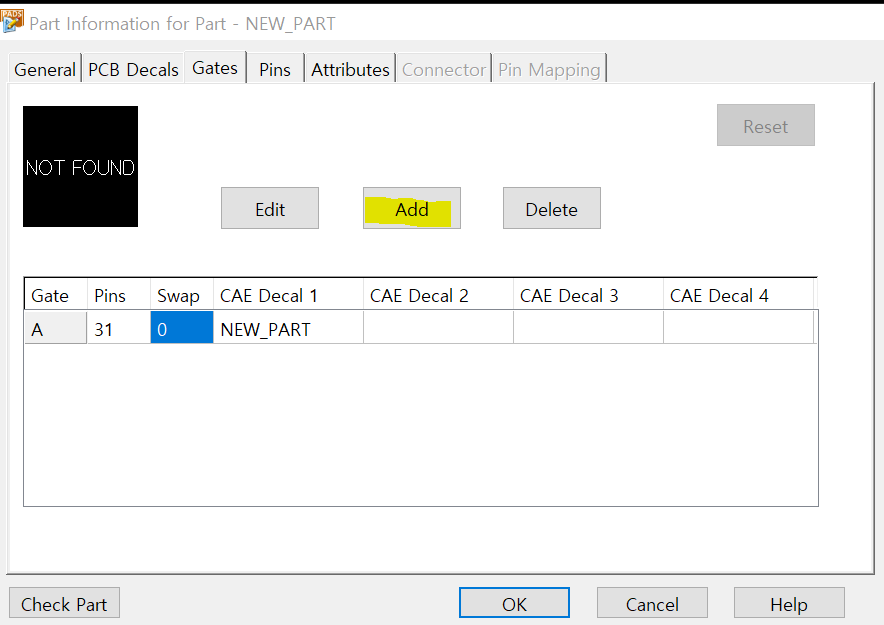 Part Information for Part - NEW_PART
General PCB Decals Gates Pins Attributes Connector Pin Mapping
NOT FOUND
Reset
Edit Add Delete
Gate Pins Swap CAE Decal 1 CAE Decal 2 CAE Decal 3 CAE Decal 4
A 31 0 NEW_PART
Check Part OK Cancel Help